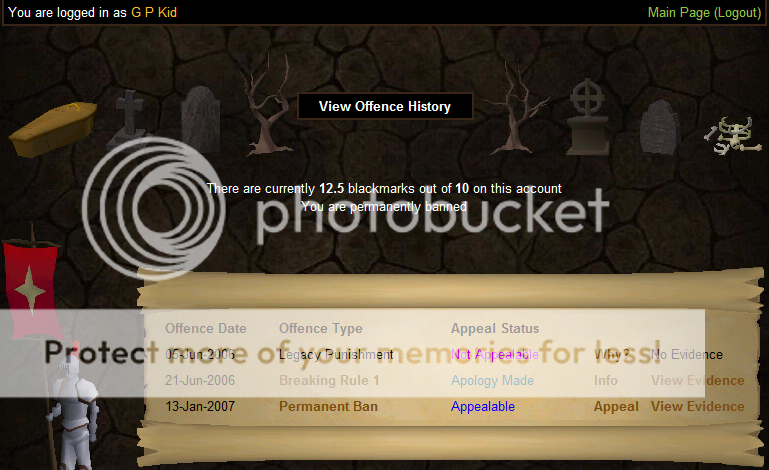 You are logged in as G P Kid
Main Page (Logout)
View Offence History
There are currently 12.5 blackmarks out of 10 on this account
You are permanently banned
photobucket
Offence Date Offence Type Appeal Status
Protect more of your memories for less!
05-Jun-2006 Legacy Punishment Not Appealable Why? No Evidence
21-Jun-2006 Breaking Rule 1 Apology Made Info View Evidence
13-Jan-2007 Permanent Ban Appealable Appeal View Evidence